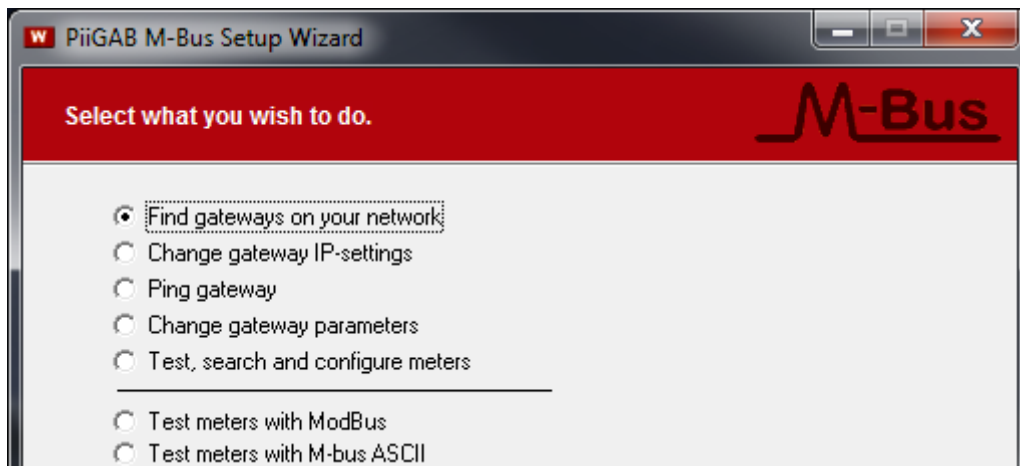 W PiiGAB M-Bus Setup Wizard
Select what you wish to do.
M-Bus
Find gateways on your network
Change gateway IP-settings
Ping gateway
Change gateway parameters
Test, search and configure meters
Test meters with ModBus
Test meters with M-bus ASCII